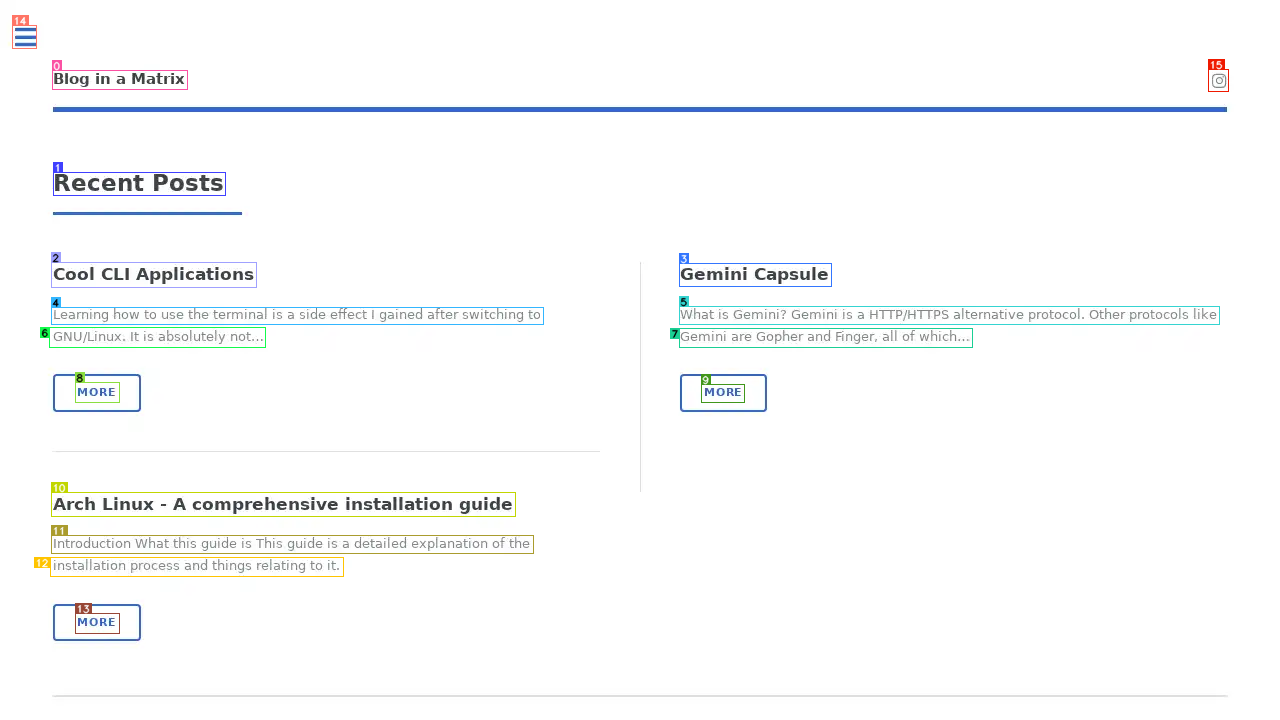 Blog in a Matrix
Recent Posts
Cool CLI Applications
Learning how to use the terminal is a side effect I gained after switching to
GNU/Linux. It is absolutely not...
MORE
Gemini Capsule
What is Gemini? Gemini is a HTTP/HTTPS alternative protocol. Other protocols like
Gemini are Gopher and Finger, all of which...
MORE
Arch Linux - A comprehensive installation guide
Introduction What this guide is This guide is a detailed explanation of the
installation process and things relating to it.
MORE
14
0
15
1
2
3
4
5
6
7
8
9
10
11
12
13